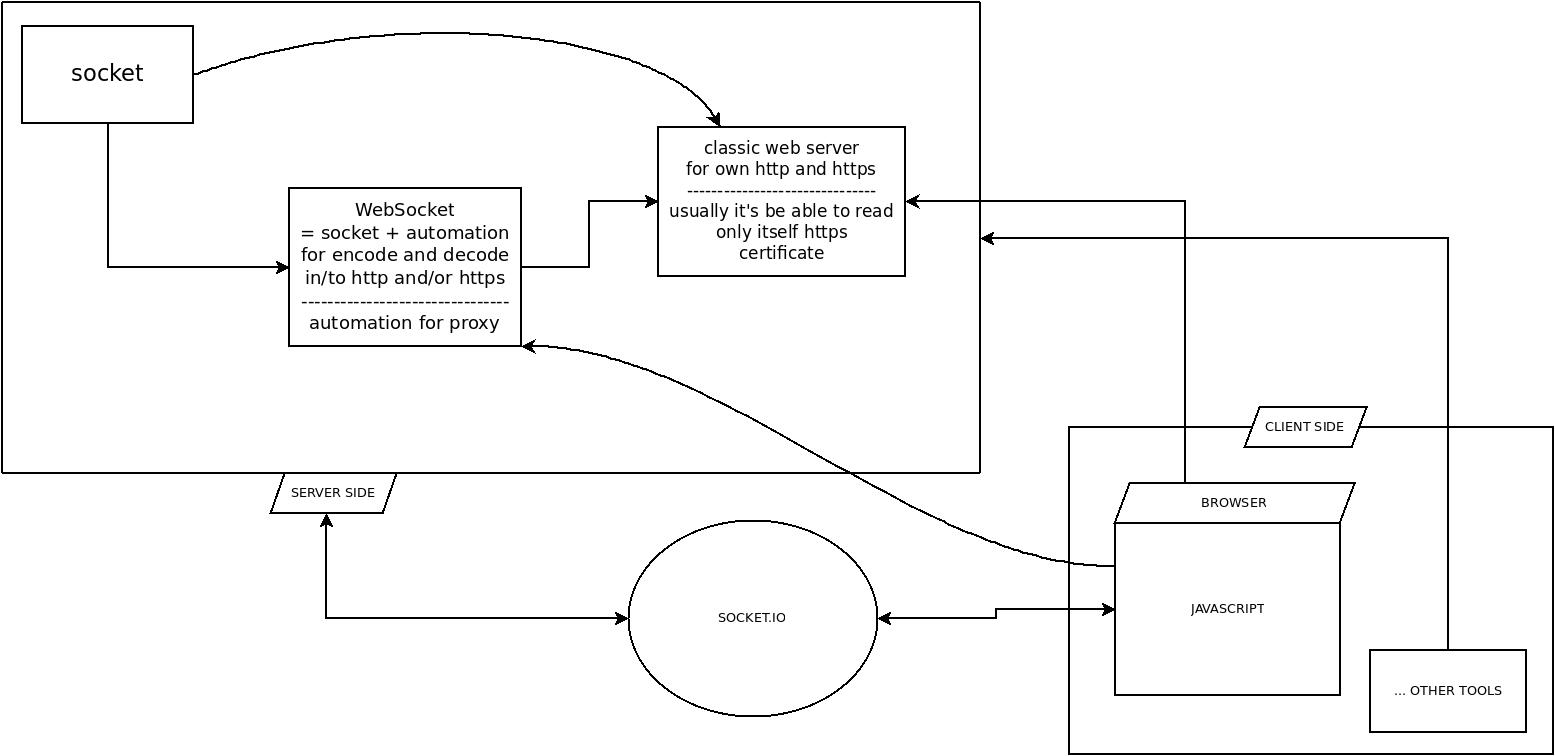 socket
classic web server
for own http and https
-------------------------------
usually it's be able to read
only itself https
certificate
WebSocket
= socket + automation
for encode and decode
in/to http and/or https
--------------------------------
automation for proxy
CLIENT SIDE
SERVER SIDE
BROWSER
SOCKET.IO
JAVASCRIPT
... OTHER TOOLS